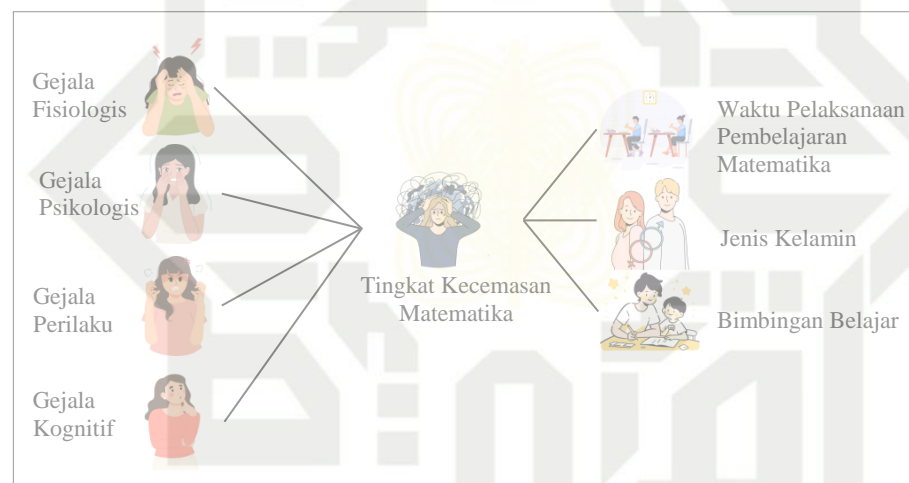 Gejala
Fisiologis
Gejala
Psikologis
Gejala
Perilaku
Gejala
Kognitif
Tingkat Kecemasan
Matematika
Waktu Pelaksanaan
Pembelajaran
Matematika
Jenis Kelamin
Bimbingan Belajar